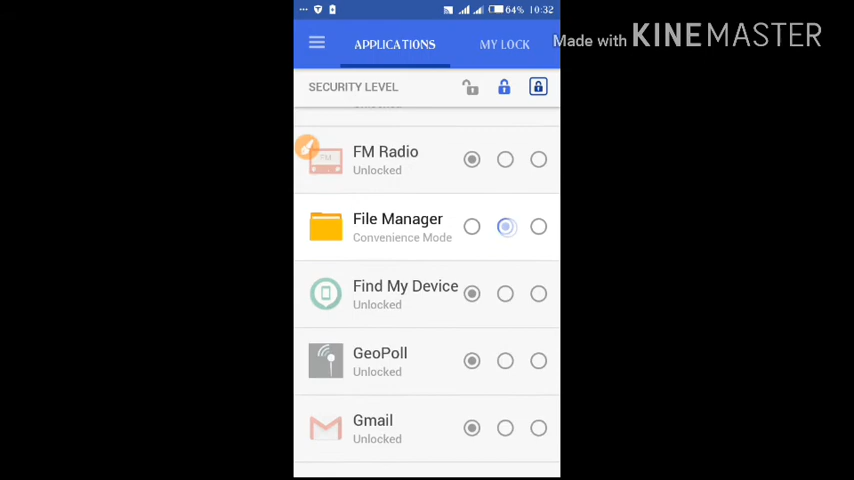 64% 10:32
APPLICATIONS
MY LOCK
Made with KINEMASTER
SECURITY LEVEL
FM Radio
Unlocked
File Manager
Convenience Mode
Find My Device
Unlocked
GeoPoll
Unlocked
Gmail
Unlocked